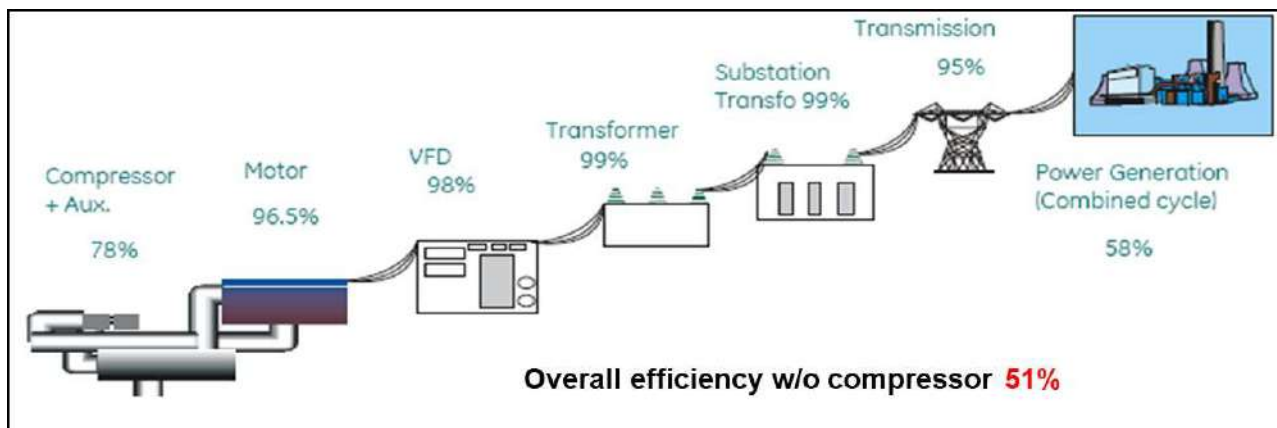 Compressor
+ Aux.
78%
Motor
96.5%
VFD
98%
Transformer
99%
Substation
Transfo 99%
Transmission
95%
Power Generation
(Combined cycle)
58%
Overall efficiency w/o compressor 51%